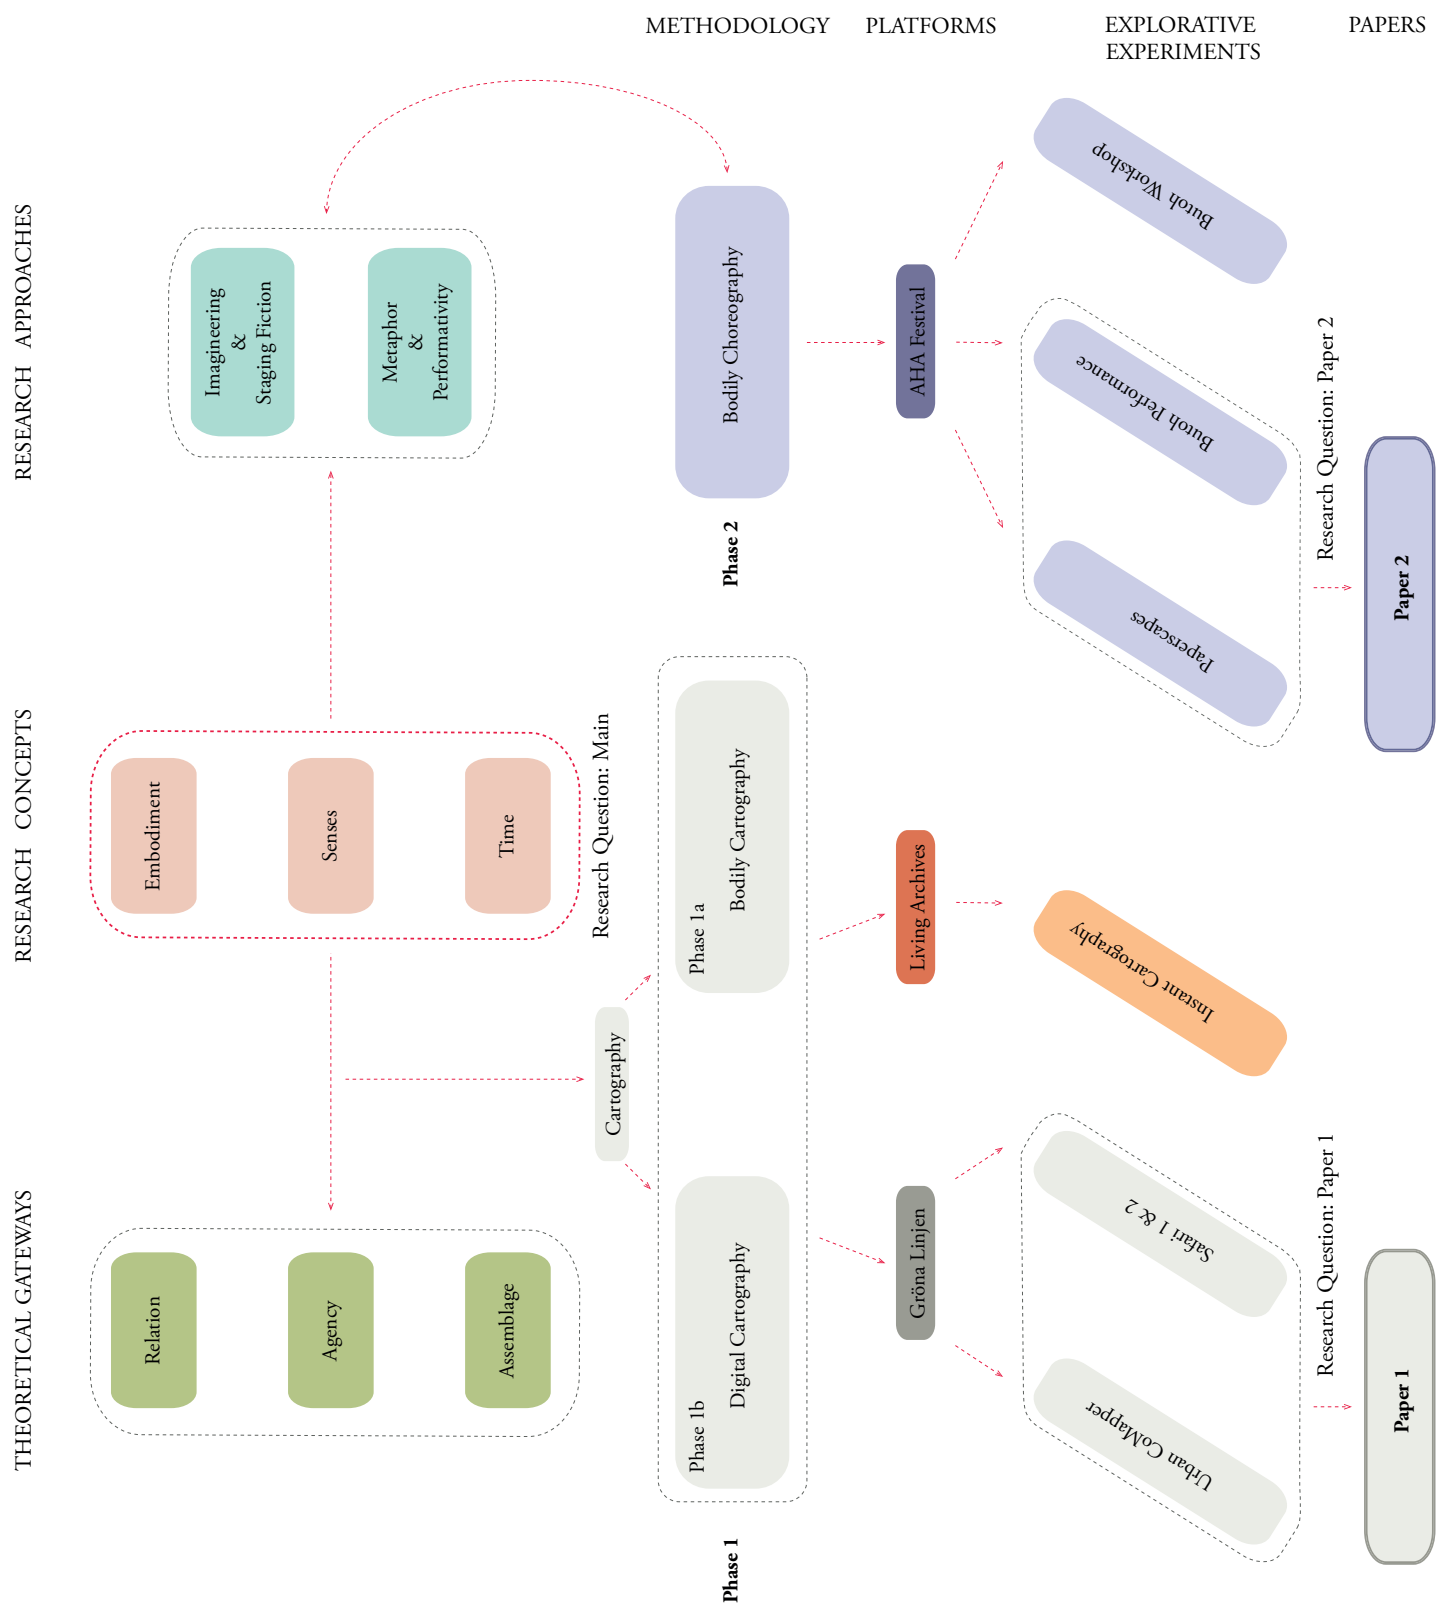 METHODOLOGY
PLATFORMS
EXPLORATIVE
EXPERIMENTS
PAPERS
THEORETICAL GATEWAYS
RESEARCH CONCEPTS
RESEARCH APPROACHES
Relation
Agency
Assemblage
Embodiment
Senses
Time
Research Question: Main
Imagineering
&
Staging Fiction
Metaphor
&
Performativity
Cartography
Phase 1
Phase 1b
Digital Cartography
Phase 1a
Bodily Cartography
Phase 2
Bodily Choreography
Gröna Linjen
Living Archives
AHA Festival
Urban CoMapper
Safari 1 & 2
Instant Cartography
Paperscapes
Butoh Performance
Butoh Workshop
Research Question: Paper 1
Research Question: Paper 2
Paper 1
Paper 2